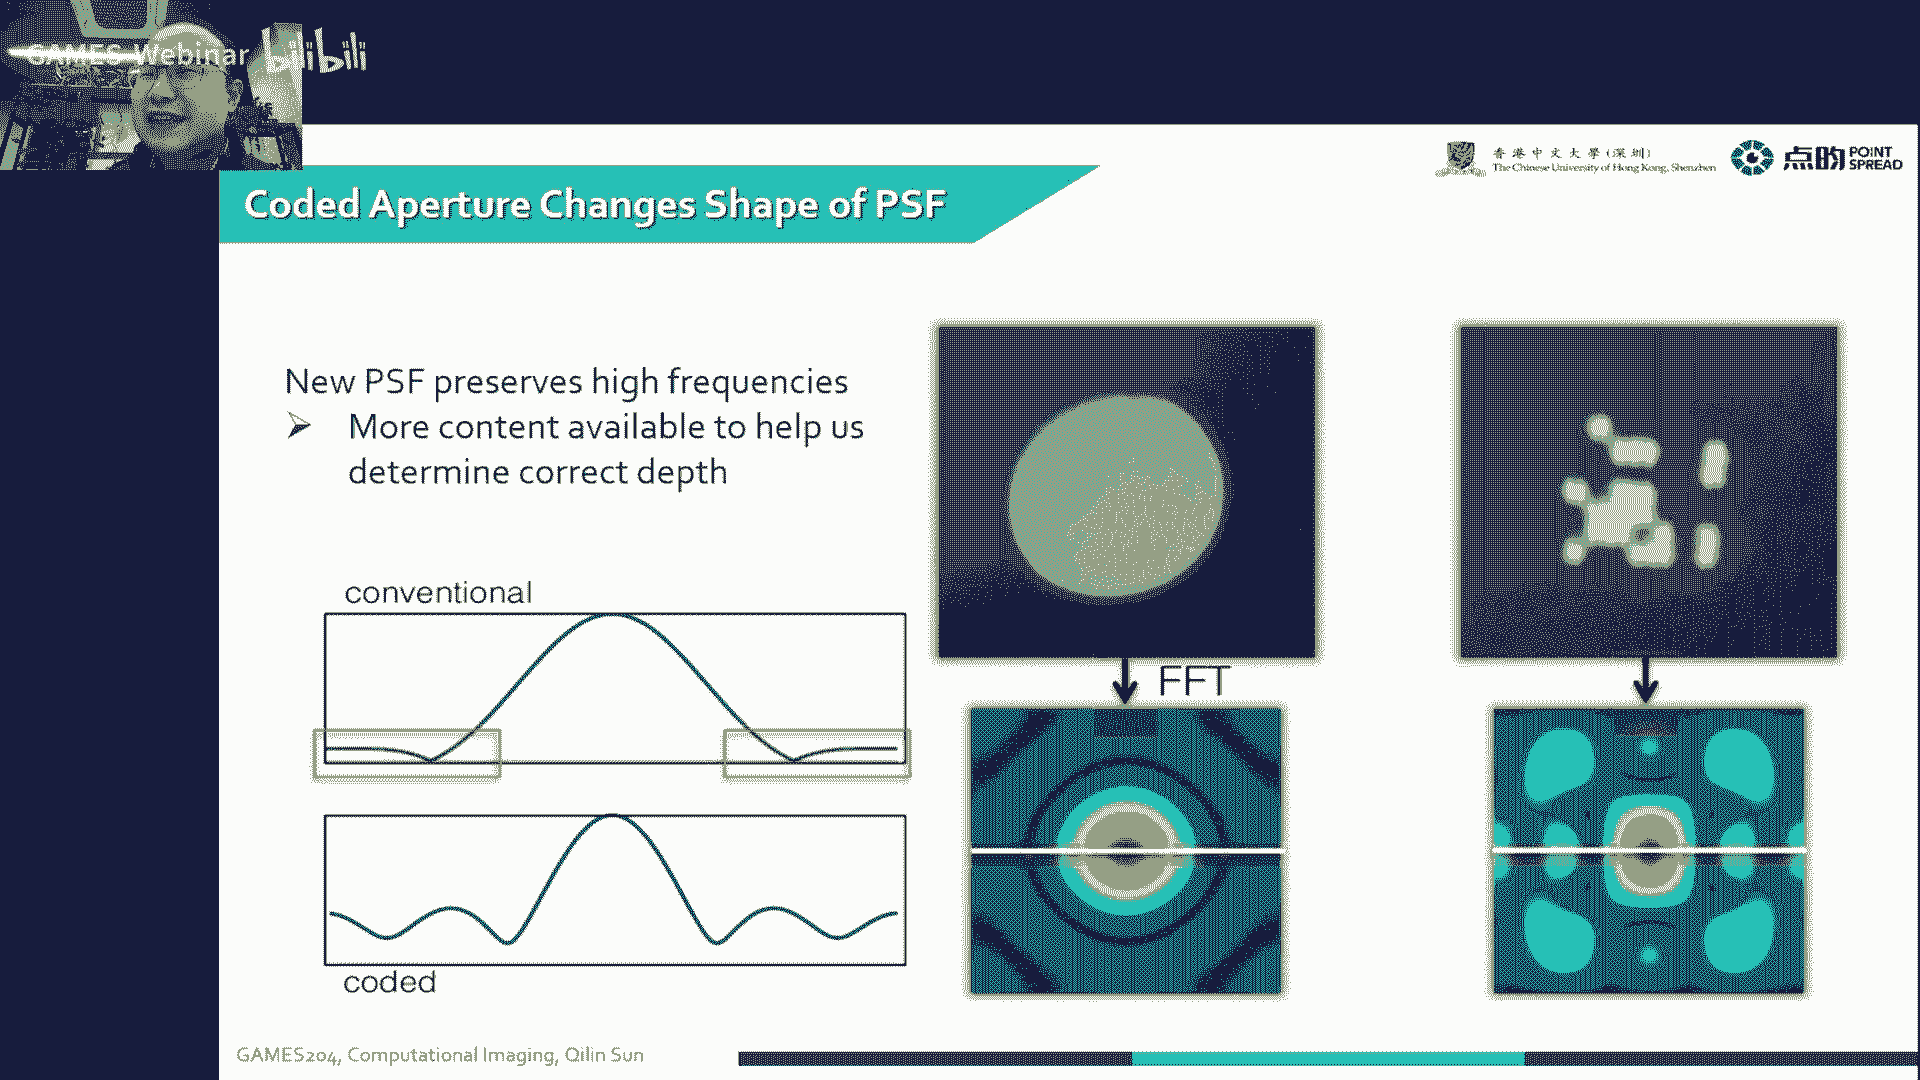 GAMES Webinar bilibili
香港中文大學(深圳)
The Chinese University of Hong Kong, Shenzhen
点昀 POINT
SPREAD
Coded Aperture Changes Shape of PSF
New PSF preserves high frequencies
➢ More content available to help us
determine correct depth
conventional
FFT
coded
GAMES204, Computational Imaging, Qilin Sun